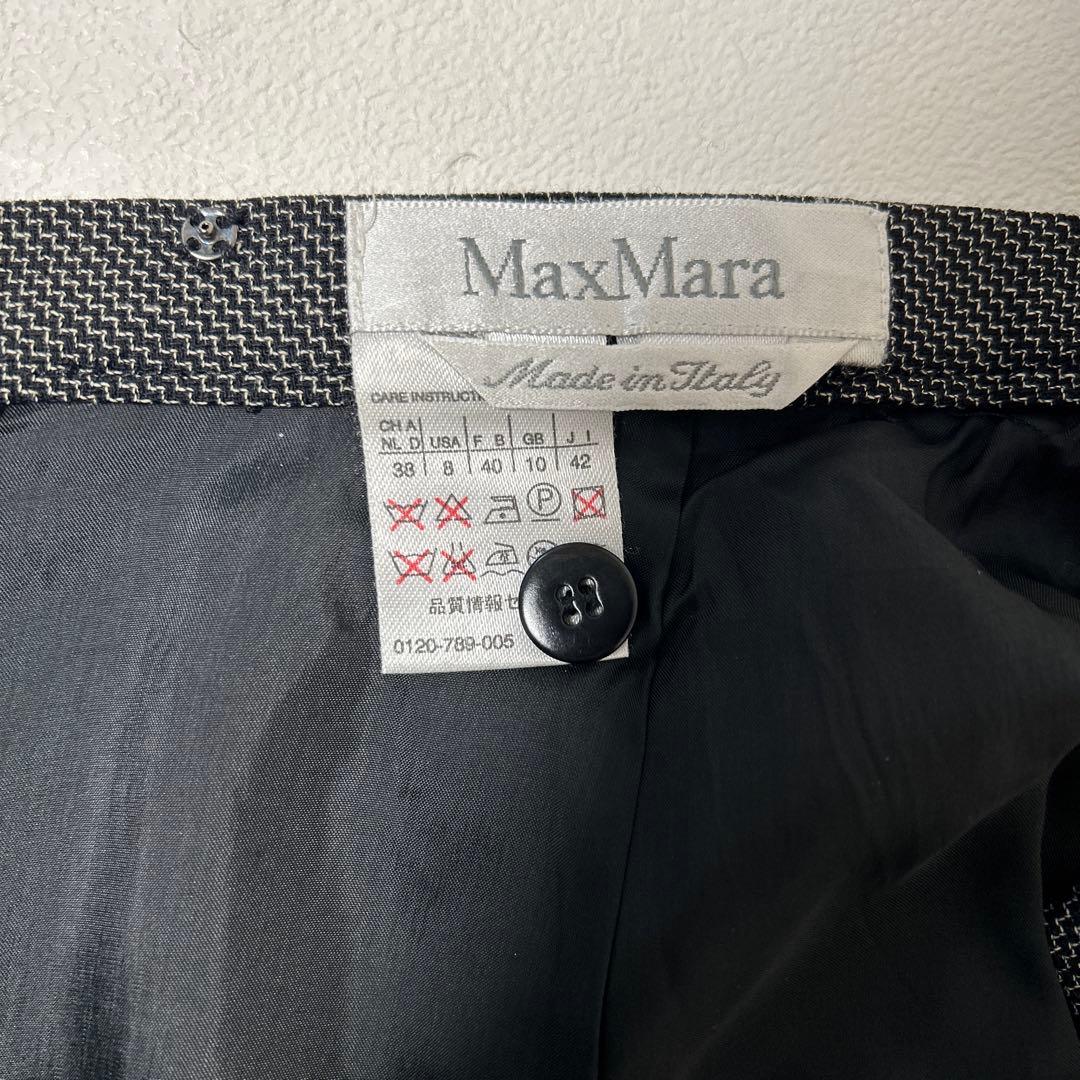 MaxMara
Made in Italy
CARE INSTRUCTI
CH A
NL D USA F B GB J I
38 8 40 10 42
P
品質情報セ
0120-789-005